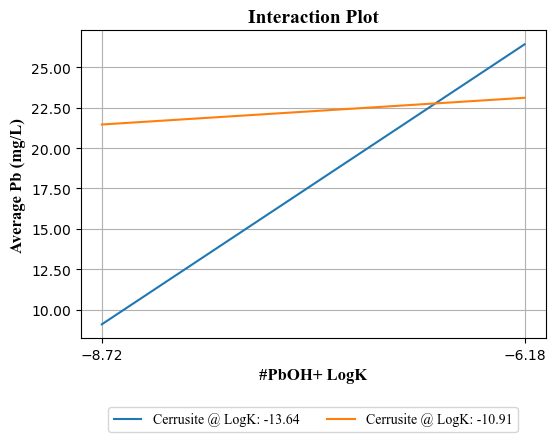 Interaction Plot
Average Pb (mg/L)
25.00
22.50
20.00
17.50
15.00
12.50
10.00
−8.72
−6.18
#PbOH+ LogK
Cerrusite @ LogK: -13.64
Cerrusite @ LogK: -10.91